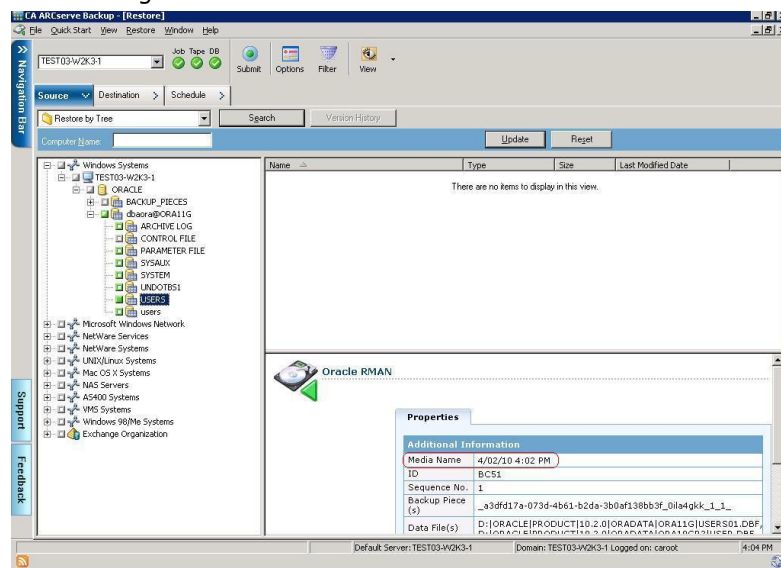 CA ARCserve Backup - [Restore]
File Quick Start View Restore Window Help
TEST03-W2K3-1
Job Tape DB
Submit Options Filter View
Navigation Bar
Source Destination Schedule
Restore by Tree Search Version History
Computer Name: Update Reset
Windows Systems
TEST03-W2K3-1
ORACLE
BACKUP_PIECES
dbaora@ORA11G
ARCHIVE LOG
CONTROL FILE
PARAMETER FILE
SYSAUX
SYSTEM
UNDOTBS1
USERS
users
Microsoft Windows Network
NetWare Services
NetWare Systems
UNIX/Linux Systems
Mac OS X Systems
NAS Servers
AS400 Systems
VMS Systems
Windows 98/Me Systems
Exchange Organization
Name Type Size Last Modified Date
There are no items to display in this view.
Oracle RMAN
Properties
Additional Information
Media Name 4/02/10 4:02 PM
ID BC51
Sequence No. 1
Backup Piece
(s) _a3dfd17a-073d-4b61-b2da-3b0af138bb3f_0ila4gkk_1_1_
Data File(s) D:|ORACLE|PRODUCT|10.2.0|ORADATA|ORA11G|USERS01.DBF,
Support
Feedback
Default Server: TEST03-W2K3-1 Domain: TEST03-W2K3-1 Logged on: caroot 4:04 PM